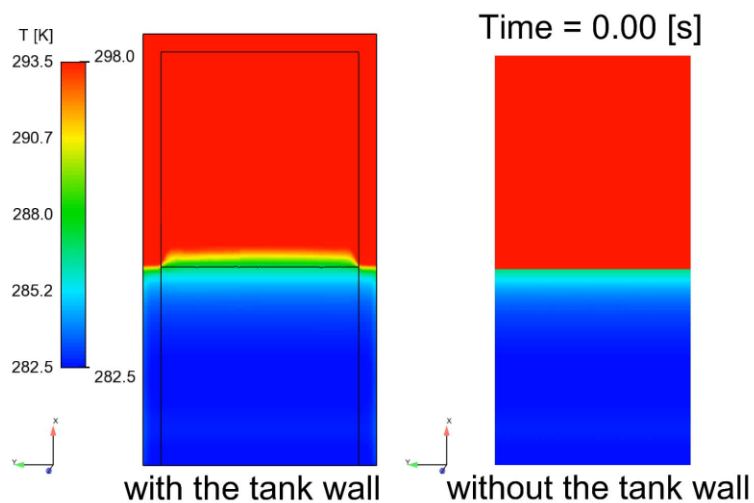 T [K]
Time = 0.00 [s]
293.5
298.0
290.7
288.0
285.2
282.5
282.5
X
Y
X
Y
with the tank wall
without the tank wall